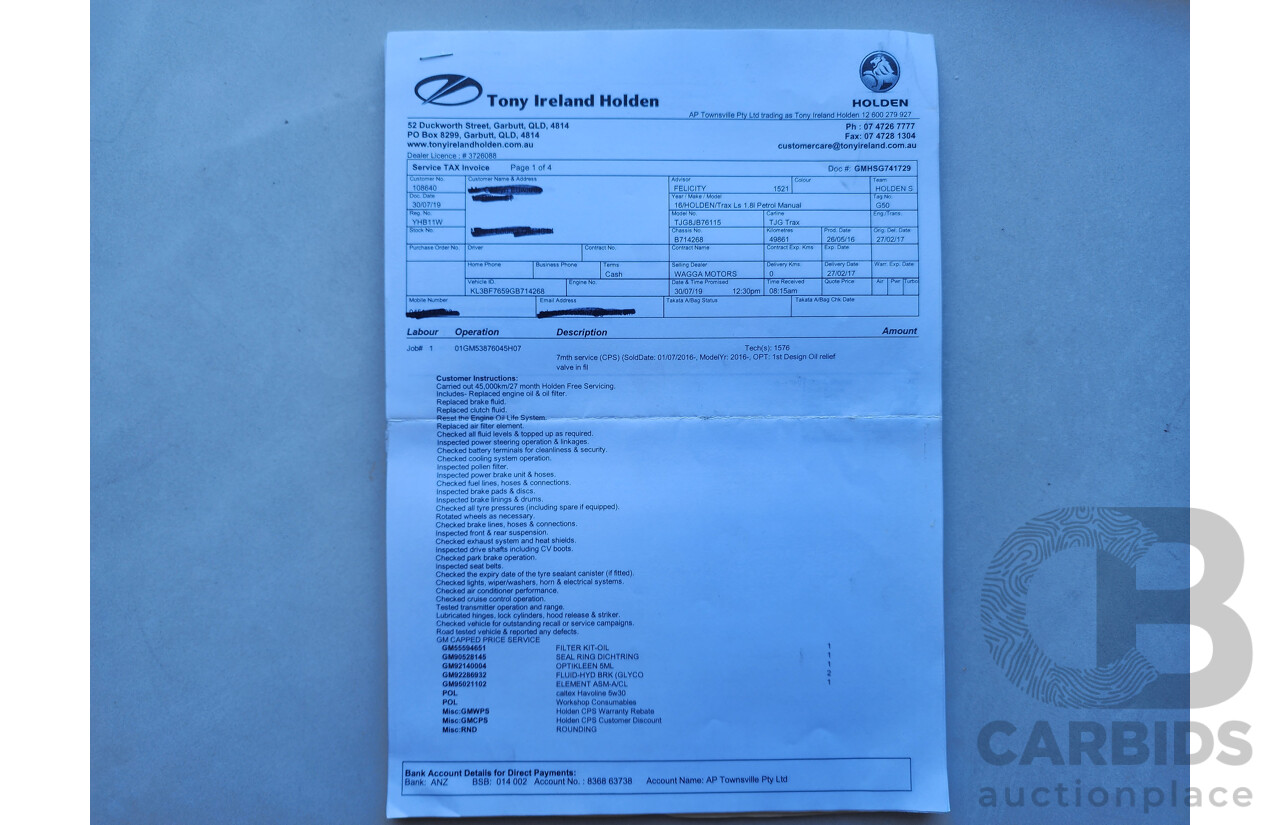 Tony Ireland Holden
HOLDEN
AP Townsville Pty Ltd trading as Tony Ireland Holden 12 600 279 927
52 Duckworth Street, Garbutt, QLD, 4814
PO Box 8299, Garbutt, QLD, 4814
www.tonyirelandholden.com.au
Ph : 07 4726 7777
Fax: 07 4728 1304
customercare@tonyireland.com.au
Dealer Licence : # 3726088
Service TAX Invoice Page 1 of 4 Doc #: GMHSG741729
Customer No. Customer Name & Address Advisor Colour Team
108640 FELICITY 1521 HOLDEN S
Doc. Date Year / Make / Model Tag No
30/07/19 16/HOLDEN/Trax Ls 1.8l Petrol Manual G50
Reg. No. Model No. Carline Eng./Trans.
YHB11W TJG8JB76115 TJG Trax
Stock No. Chassis No. Kilometres Prod. Date Orig. Del. Date
B714268 49861 26/05/16 27/02/17
Purchase Order No. Driver Contract No. Contract Name Contract Exp. Kms: Exp. Date
Home Phone Business Phone Terms Selling Dealer Delivery Kms: Delivery Date Warr. Exp. Date
Cash WAGGA MOTORS 0 27/02/17
Vehicle ID. Engine No. Date & Time Promised Time Received Quote Price Air Pwr Turbo
KL3BF7659GB714268 30/07/19 12:30pm 08:15am
Mobile Number Email Address Takata A/Bag Status Takata A/Bag Chk Date
Labour Operation Description Amount
Job# 1 01GM53876045H07 Tech(s): 1576
7mth service (CPS) (SoldDate: 01/07/2016-, ModelYr: 2016-, OPT: 1st Design Oil relief
valve in fil
Customer Instructions:
Carried out 45,000km/27 month Holden Free Servicing.
Includes- Replaced engine oil & oil filter.
Replaced brake fluid.
Replaced clutch fluid.
Reset the Engine Oil Life System.
Replaced air filter element.
Checked all fluid levels & topped up as required.
Inspected power steering operation & linkages.
Checked battery terminals for cleanliness & security.
Checked cooling system operation.
Inspected pollen filter.
Inspected power brake unit & hoses.
Checked fuel lines, hoses & connections.
Inspected brake pads & discs.
Inspected brake linings & drums.
Checked all tyre pressures (including spare if equipped).
Rotated wheels as necessary.
Checked brake lines, hoses & connections.
Inspected front & rear suspension.
Checked exhaust system and heat shields.
Inspected drive shafts including CV boots.
Checked park brake operation.
Inspected seat belts.
Checked the expiry date of the tyre sealant canister (if fitted).
Checked lights, wiper/washers, horn & electrical systems.
Checked air conditioner performance.
Checked cruise control operation.
Tested transmitter operation and range.
Lubricated hinges, lock cylinders, hood release & striker.
Checked vehicle for outstanding recall or service campaigns.
Road tested vehicle & reported any defects.
GM CAPPED PRICE SERVICE
GM55594651 FILTER KIT-OIL 1
GM90528145 SEAL RING DICHTRING 1
GM92140004 OPTIKLEEN 5ML 1
GM92286932 FLUID-HYD BRK (GLYCO 2
GM95021102 ELEMENT ASM-A/CL 1
POL caltex Havoline 5w30
POL Workshop Consumables
Misc:GMWPS Holden CPS Warranty Rebate
Misc:GMCPS Holden CPS Customer Discount
Misc:RND ROUNDING
Bank Account Details for Direct Payments:
Bank: ANZ BSB: 014 002 Account No. : 8368 63738 Account Name: AP Townsville Pty Ltd
CB
CARBIDS
auctionplace